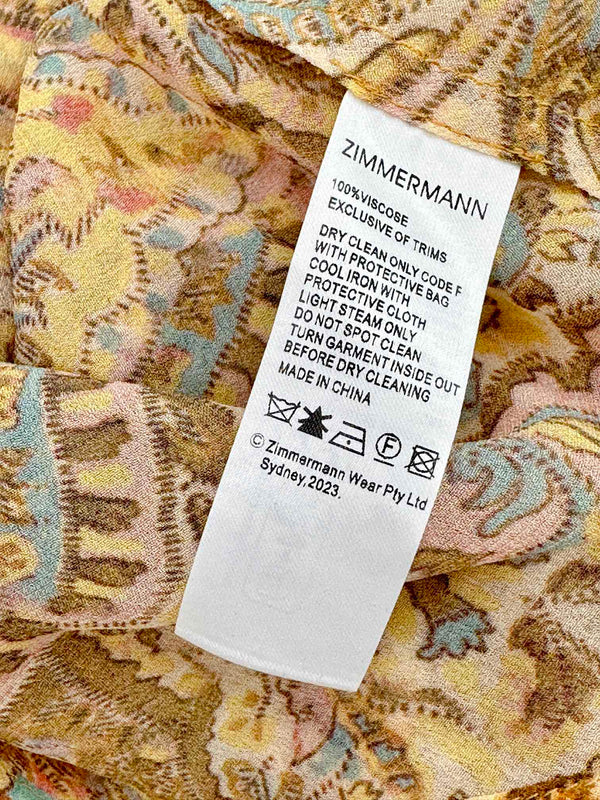 ZIMMERMANN
100%VISCOSE
EXCLUSIVE OF TRIMS
DRY CLEAN ONLY CODE F
WITH PROTECTIVE BAG
COOL IRON WITH
PROTECTIVE CLOTH
LIGHT STEAM ONLY
DO NOT SPOT CLEAN
TURN GARMENT INSIDE OUT
BEFORE DRY CLEANING
MADE IN CHINA
F
© Zimmermann Wear Pty Ltd
Sydney,2023.